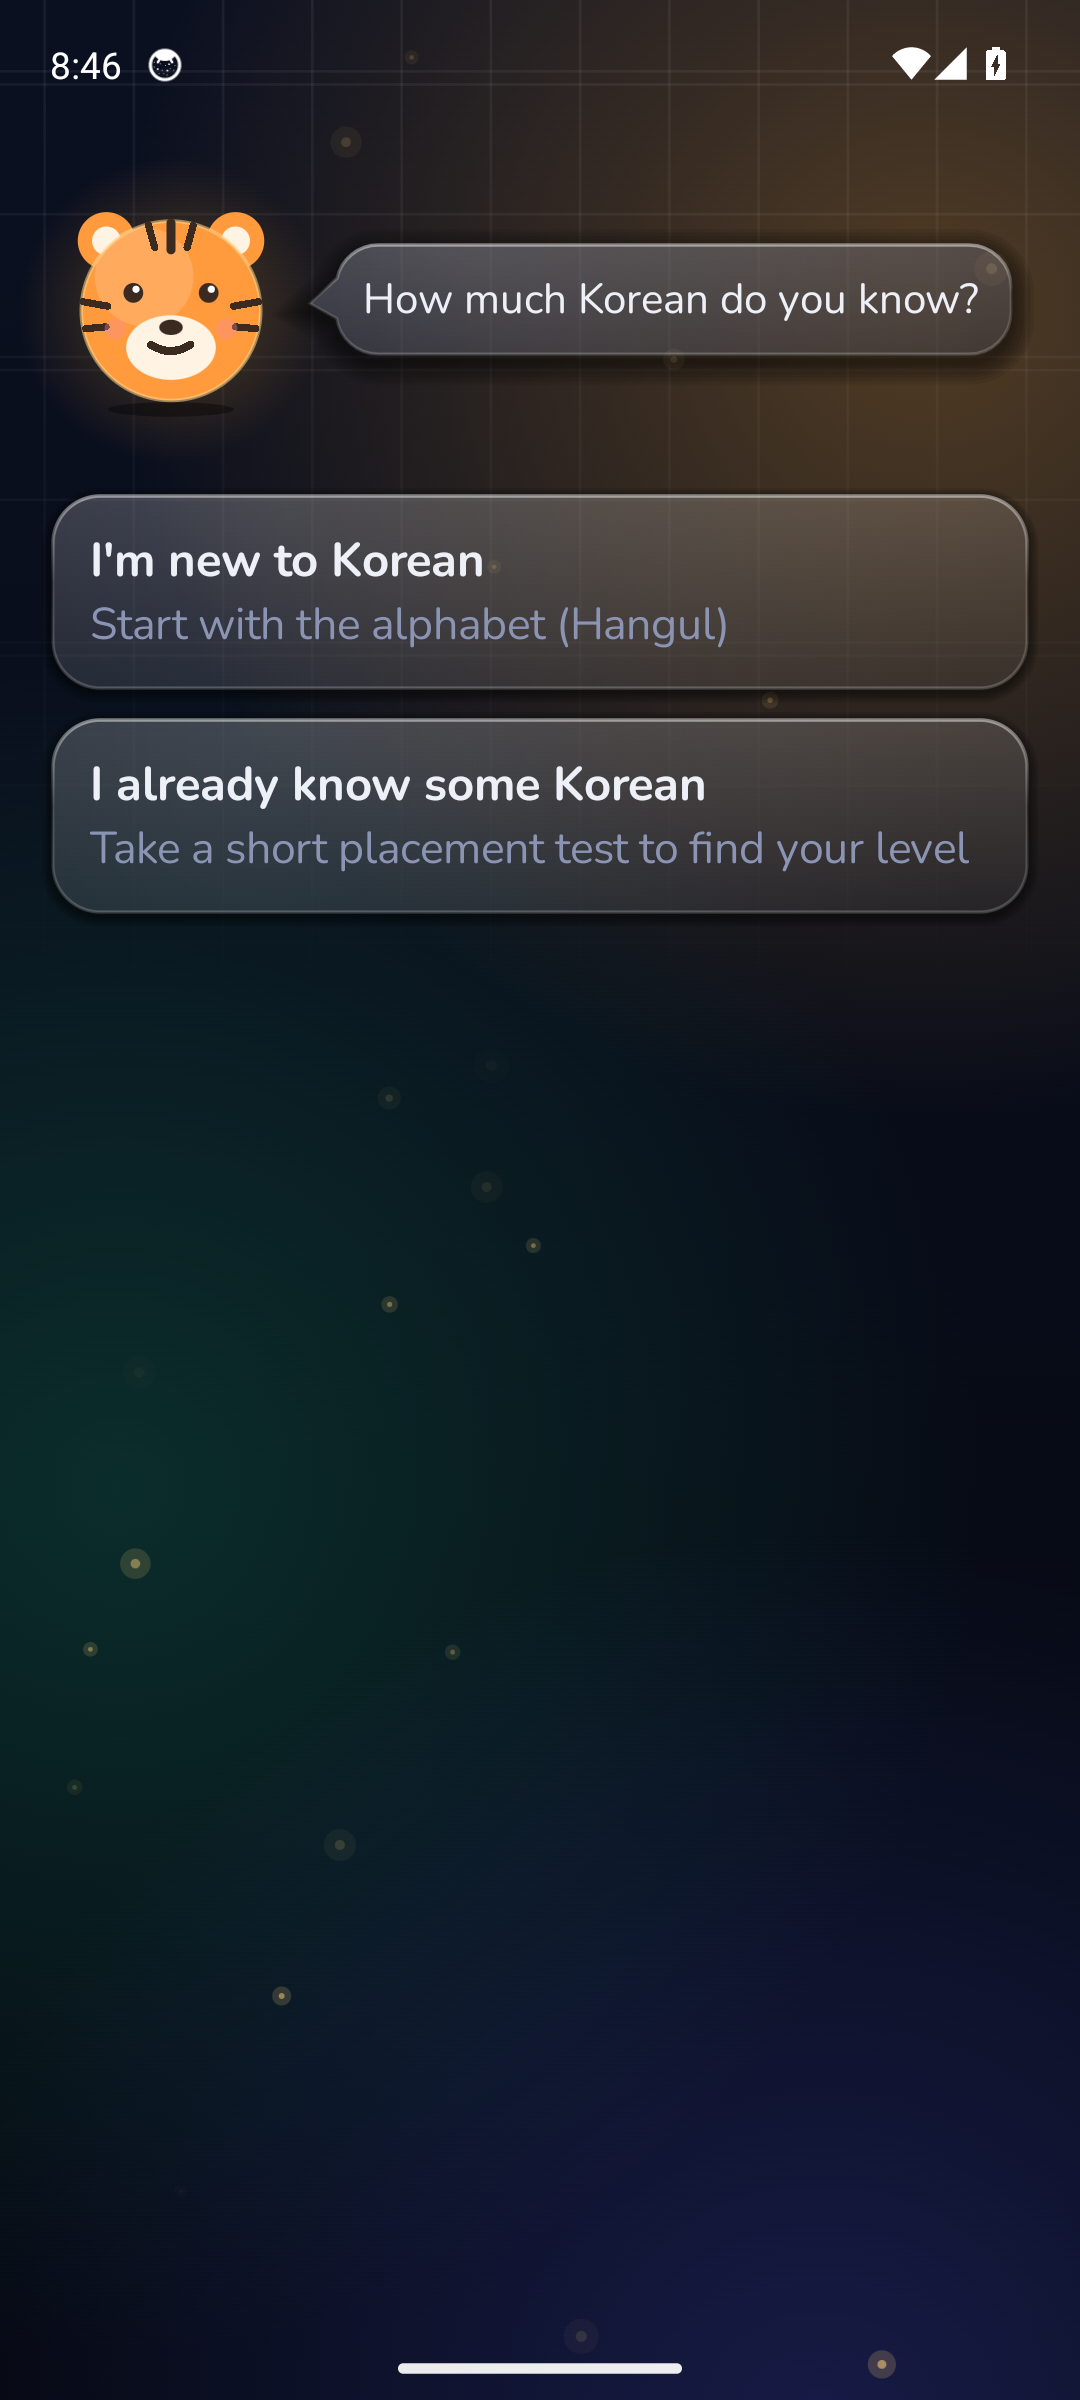 8:46
How much Korean do you know?
I'm new to Korean
Start with the alphabet (Hangul)
I already know some Korean
Take a short placement test to find your level